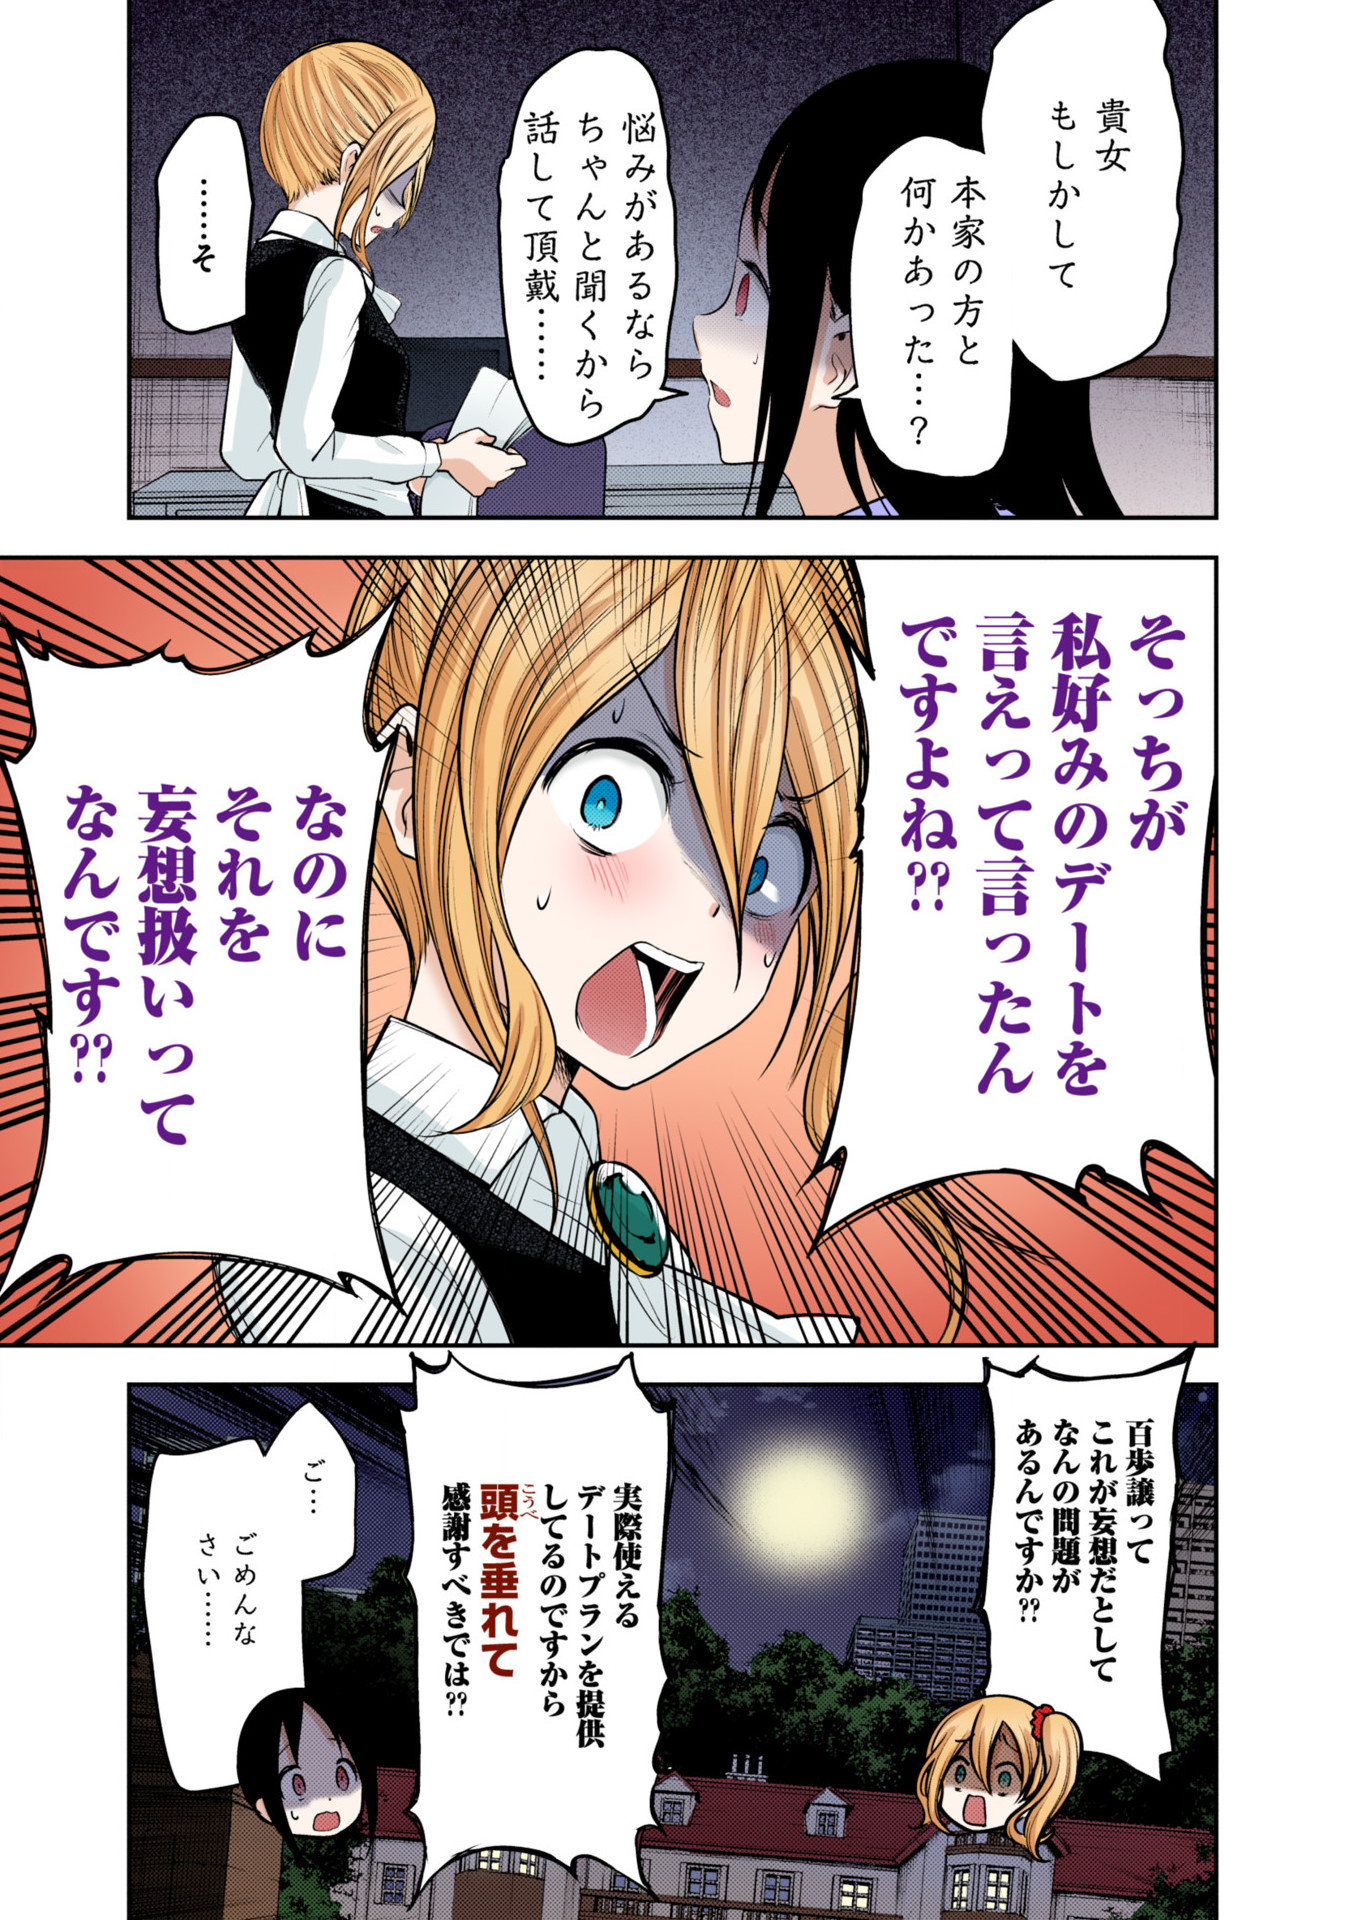 貴女
もしかして
本家の方と
何かあった…?
悩みがあるなら
ちゃんと聞くから
話して頂戴……
……そ
そっちが
私好みのデートを
言えって言ったん
ですよね??
なのに
それを
妄想扱いって
なんです??
百歩譲って
これが妄想だとして
なんの問題が
あるんですか??
実際使える
デートプランを提供
してるのですから
頭を垂れて
こうべ
感謝すべきでは??
ご…
ごめんな
さい……